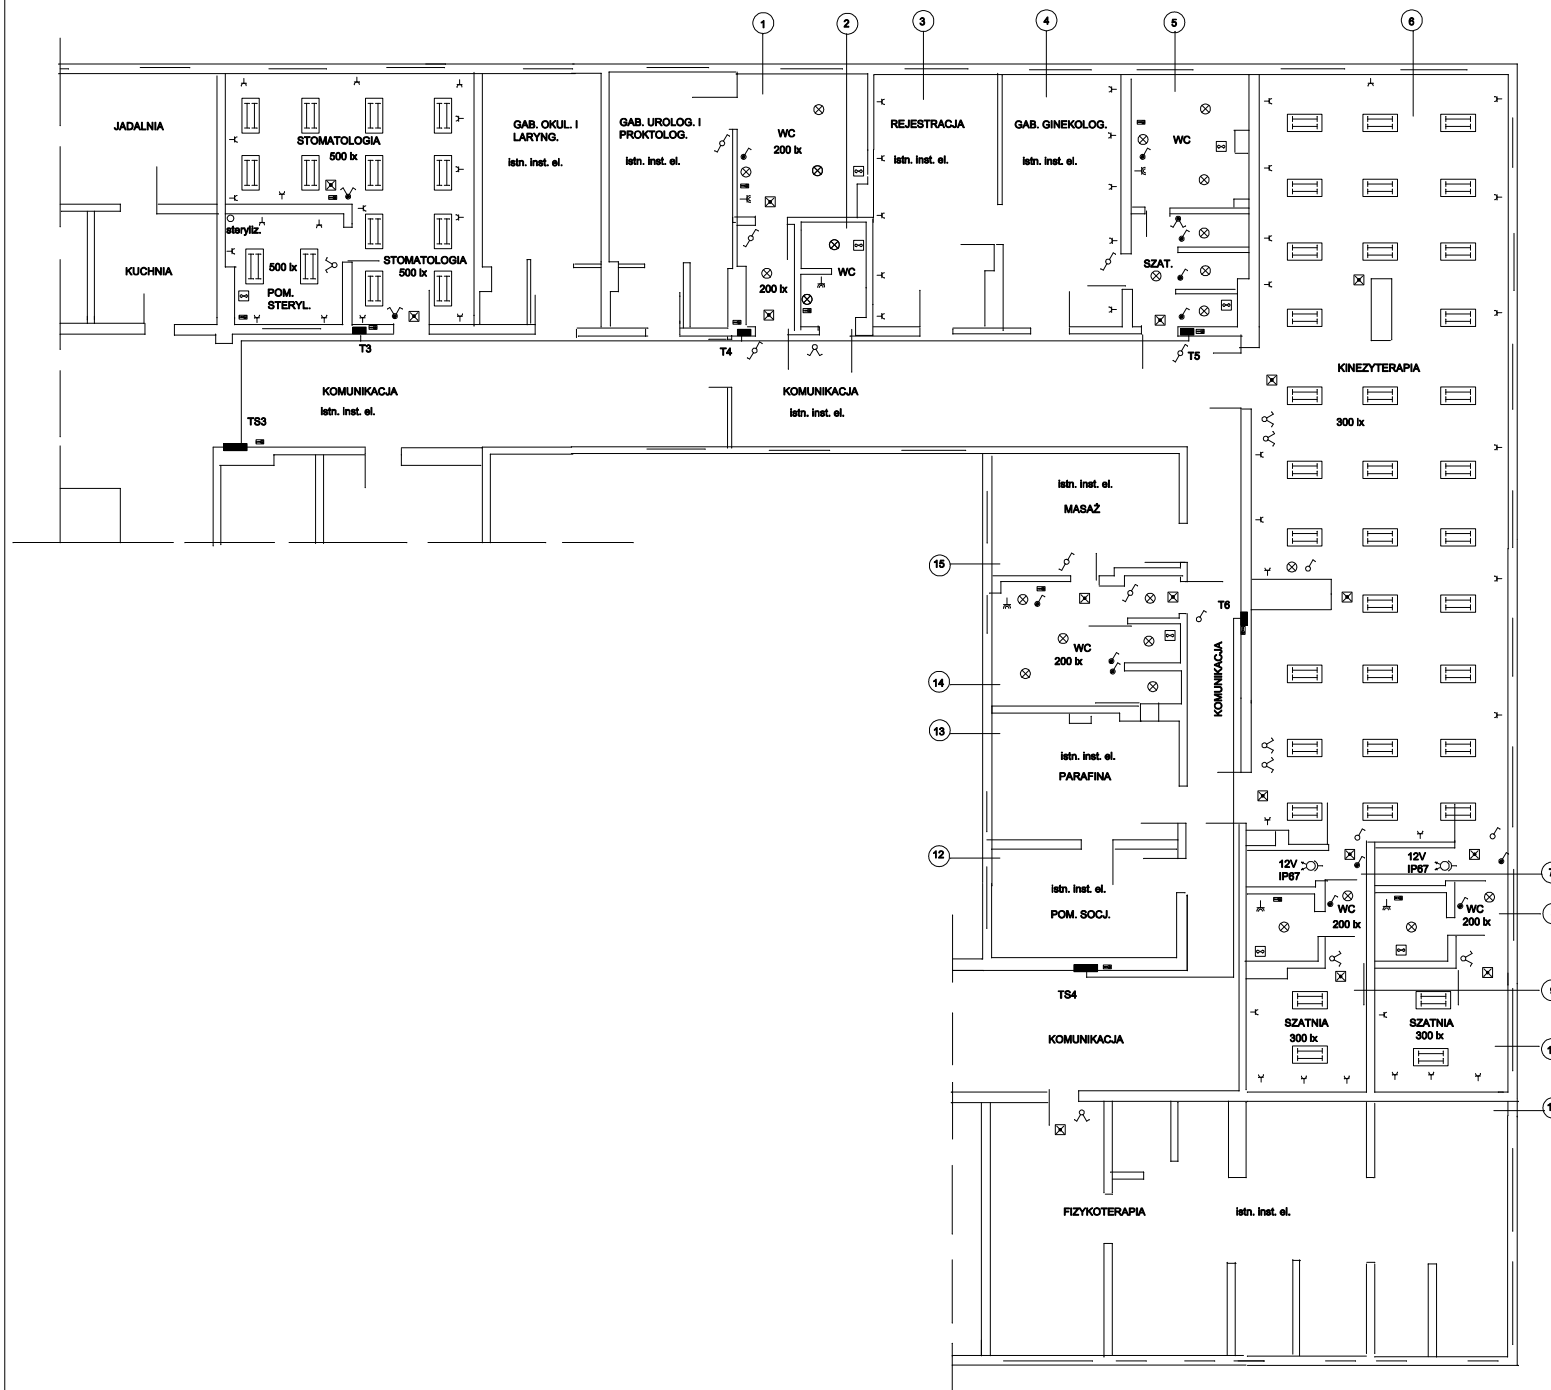 1
2
3
4
5
6
JADALNIA
STOMATOLOGIA
500 lx
GAB. OKUL. I
LARYNG.
istn. inst. el.
GAB. UROLOG. I
PROKTOLOG.
istn. inst. el.
WC
200 lx
REJESTRACJA
istn. inst. el.
GAB. GINEKOLOG.
istn. inst. el.
WC
steryliz.
KUCHNIA
500 lx
POM.
STERYL.
STOMATOLOGIA
500 lx
200 lx
WC
SZAT.
T3
T4
T5
KINEZYTERAPIA
300 lx
KOMUNIKACJA
istn. inst. el.
KOMUNIKACJA
istn. inst. el.
TS3
istn. inst. el.
MASAŻ
15
T6
WC
200 lx
KOMUNIKACJA
14
13
istn. inst. el.
PARAFINA
12
istn. inst. el.
POM. SOCJ.
12V
IP67
12V
IP67
WC
200 lx
WC
200 lx
TS4
KOMUNIKACJA
SZATNIA
300 lx
SZATNIA
300 lx
FIZYKOTERAPIA
istn. inst. el.